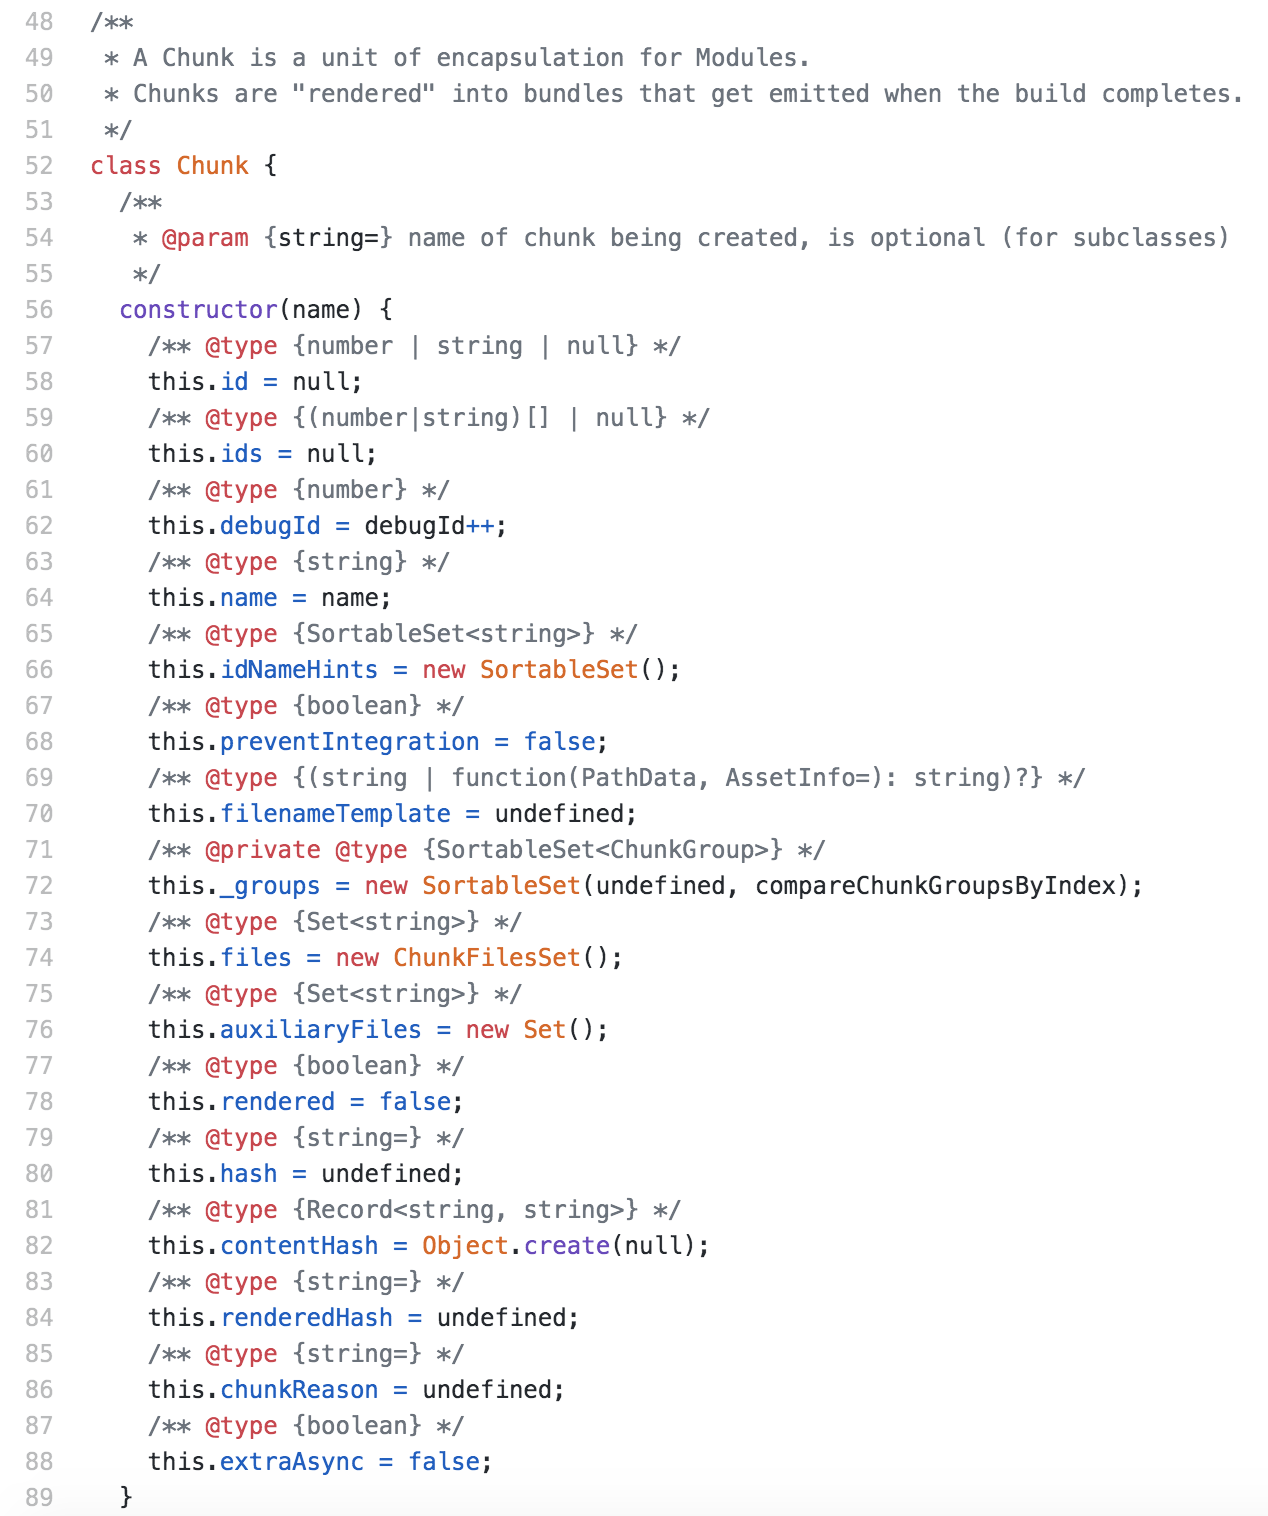 48 /**
49  * A Chunk is a unit of encapsulation for Modules.
50  * Chunks are "rendered" into bundles that get emitted when the build completes.
51  */
52 class Chunk {
53   /**
54    * @param {string=} name of chunk being created, is optional (for subclasses)
55    */
56   constructor(name) {
57     /** @type {number | string | null} */
58     this.id = null;
59     /** @type {(number|string)[] | null} */
60     this.ids = null;
61     /** @type {number} */
62     this.debugId = debugId++;
63     /** @type {string} */
64     this.name = name;
65     /** @type {SortableSet<string>} */
66     this.idNameHints = new SortableSet();
67     /** @type {boolean} */
68     this.preventIntegration = false;
69     /** @type {(string | function(PathData, AssetInfo=): string)?} */
70     this.filenameTemplate = undefined;
71     /** @private @type {SortableSet<ChunkGroup>} */
72     this._groups = new SortableSet(undefined, compareChunkGroupsByIndex);
73     /** @type {Set<string>} */
74     this.files = new ChunkFilesSet();
75     /** @type {Set<string>} */
76     this.auxiliaryFiles = new Set();
77     /** @type {boolean} */
78     this.rendered = false;
79     /** @type {string=} */
80     this.hash = undefined;
81     /** @type {Record<string, string>} */
82     this.contentHash = Object.create(null);
83     /** @type {string=} */
84     this.renderedHash = undefined;
85     /** @type {string=} */
86     this.chunkReason = undefined;
87     /** @type {boolean} */
88     this.extraAsync = false;
89   }